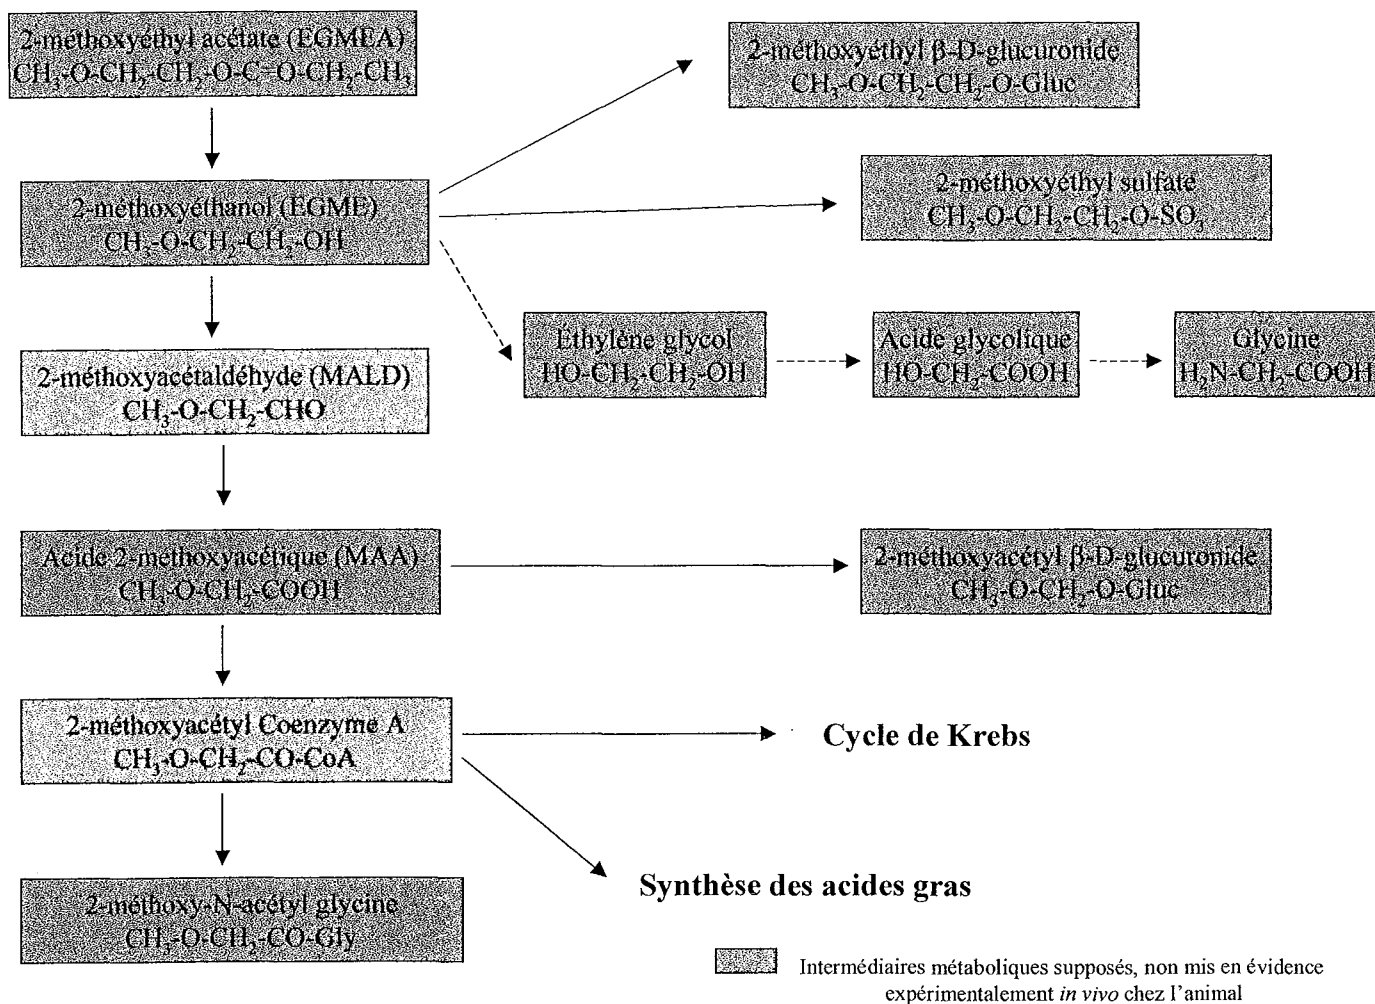 2-méthoxyéthyl acétate (EGMEA)
CH₃-O-CH₂-CH₂-O-C=O-CH₂-CH₃
2-méthoxyéthyl β-D-glucuronide
CH₃-O-CH₂-CH₂-O-Gluc
2-méthoxyéthanol (EGME)
CH₃-O-CH₂-CH₂-OH
2-méthoxyéthyl sulfate
CH₃-O-CH₂-CH₂-O-SO₃
Éthylène glycol
HO-CH₂-CH₂-OH
Acide glycolique
HO-CH₂-COOH
Glycine
H₂N-CH₂-COOH
2-méthoxyacétaldéhyde (MALD)
CH₃-O-CH₂-CHO
Acide 2-méthoxyacétique (MAA)
CH₃-O-CH₂-COOH
2-méthoxyacétyl β-D-glucuronide
CH₃-O-CH₂-O-Gluc
2-méthoxyacétyl Coenzyme A
CH₃-O-CH₂-CO-CoA
Cycle de Krebs
Synthèse des acides gras
2-méthoxy-N-acétyl glycine
CH₃-O-CH₂-CO-Gly
Intermédiaires métaboliques supposés, non mis en évidence
expérimentalement in vivo chez l'animal